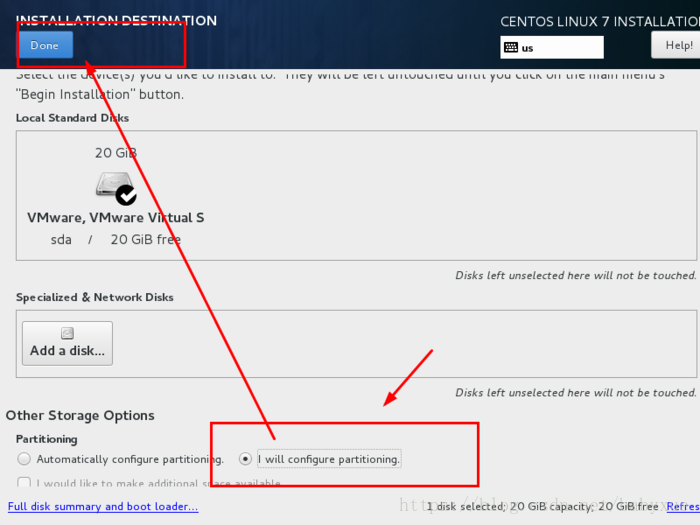 INSTALLATION DESTINATION
CENTOS LINUX 7 INSTALLATIO
Done
us
Help!
Select the device(s) you'd like to install to. They will be left untouched until you click on the main menu's
"Begin Installation" button.
Local Standard Disks
20 GiB
VMware, VMware Virtual S
sda / 20 GiB free
Disks left unselected here will not be touched.
Specialized & Network Disks
Add a disk...
Disks left unselected here will not be touched.
Other Storage Options
Partitioning
Automatically configure partitioning.
I will configure partitioning.
I would like to make additional space available.
Full disk summary and boot loader...
1 disk selected; 20 GiB capacity; 20 GiB free
Refres